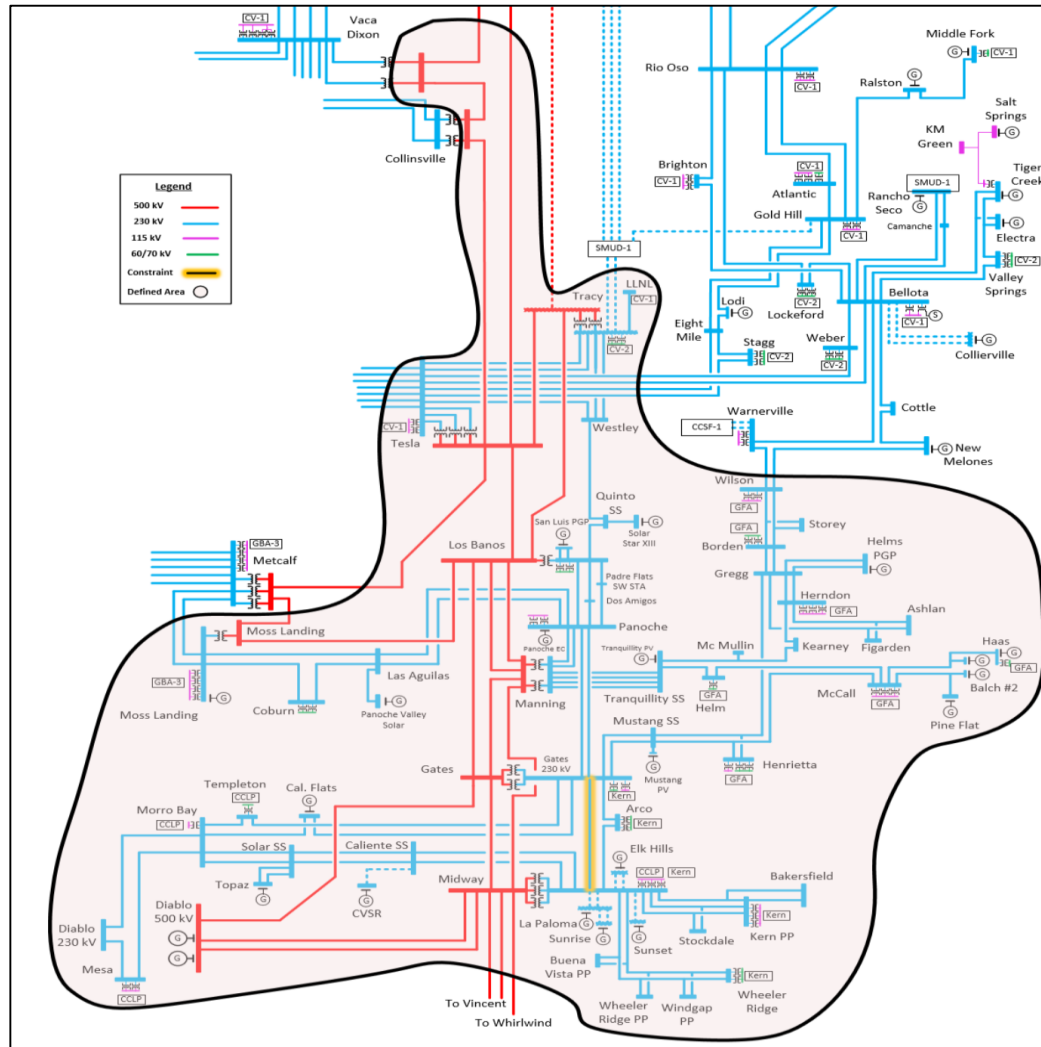 CV-1
Vaca
Dixon
Collinsville
Legend
500 kV
230 kV
115 kV
60/70 kV
Constraint
Defined Area
Rio Oso
CV-1
Middle Fork
G
CV-1
Ralston
G
Salt
Springs
G
KM
Green
Tiger
Creek
G
Brighton
CV-1
CV-1
Atlantic
SMUD-1
Rancho
Seco
G
Camanche
Gold Hill
CV-1
Electra
G
CV-2
Valley
Springs
SMUD-1
LLNL
CV-1
Tracy
CV-2
Lodi
G
Eight
Mile
Stagg
G
CV-2
Lockeford
CV-2
Weber
CV-2
Bellota
CV-1
S
Collierville
G
Tesla
CV-1
Westley
CCSF-1
Warnerville
Cottle
New
Melones
G
Quinto
SS
G
Solar
Star XIII
San Luis PGP
G
Los Banos
Wilson
GFA
GFA
Storey
Borden
Gregg
Helms
PGP
G
Herndon
GFA
Ashlan
Figarden
Kearney
GBA-3
Metcalf
Moss Landing
Padre Flats
SW STA
Dos Amigos
Panoche
G
Panoche EC
Tranquillity PV
G
Mc Mullin
Haas
G
GFA
G
Balch #2
G
McCall
GFA
G
Pine Flat
Las Aguilas
GBA-3
G
Moss Landing
Coburn
G
Panoche Valley
Solar
Manning
Tranquillity SS
GFA
Helm
Mustang SS
G
Mustang
PV
Henrietta
GFA
Gates
Gates
230 kV
Kern
Arco
G
Kern
Templeton
CCLP
Cal. Flats
G
Morro Bay
CCLP
Solar SS
Caliente SS
Topaz
G
G
CVSR
Midway
Elk Hills
G
CCLP
Kern
Bakersfield
Kern
Kern PP
Stockdale
La Paloma
G
Sunrise
G
G
Sunset
Diablo
500 kV
G
G
Diablo
230 kV
Mesa
CCLP
Buena
Vista PP
Kern
Wheeler
Ridge
Wheeler
Ridge PP
Windgap
PP
To Vincent
To Whirlwind